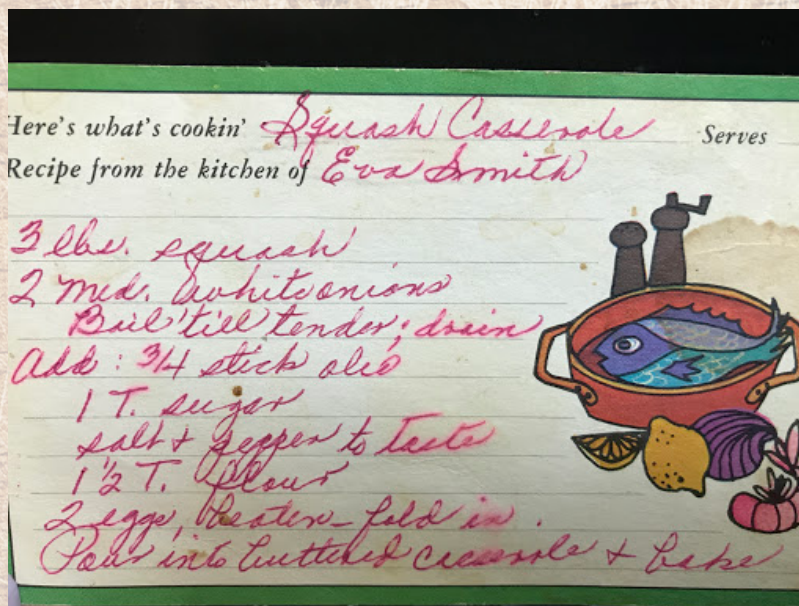 Here's what's cookin' Squash Casserole Serves
Recipe from the kitchen of Eva Smith
3 lbs. squash
2 med. white onions
Boil 'till tender; drain
Add: 3/4 stick oleo
1 T. sugar
salt & pepper to taste
1 1/2 T. flour
2 eggs, beaten - fold in.
Pour into buttered casserole & bake